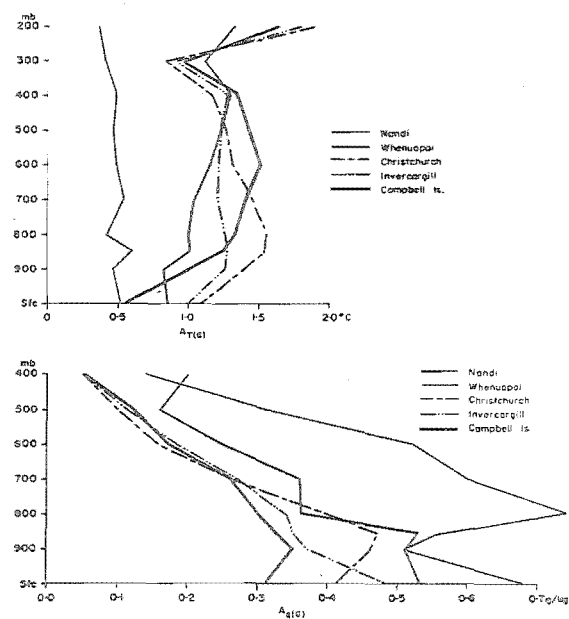 mb
200
300
400
500
600
700
800
900
Sfc
0
0·5
1·0
1·5
2·0 °C
A T(G)
Nandi
Whenuapai
Christchurch
Invercargill
Campbell Is.
mb
400
500
600
700
800
900
Sfc
0·0
0·1
0·2
0·3
0·4
0·5
0·6
0·7g/kg
A q(G)
Nandi
Whenuapai
Christchurch
Invercargill
Campbell Is